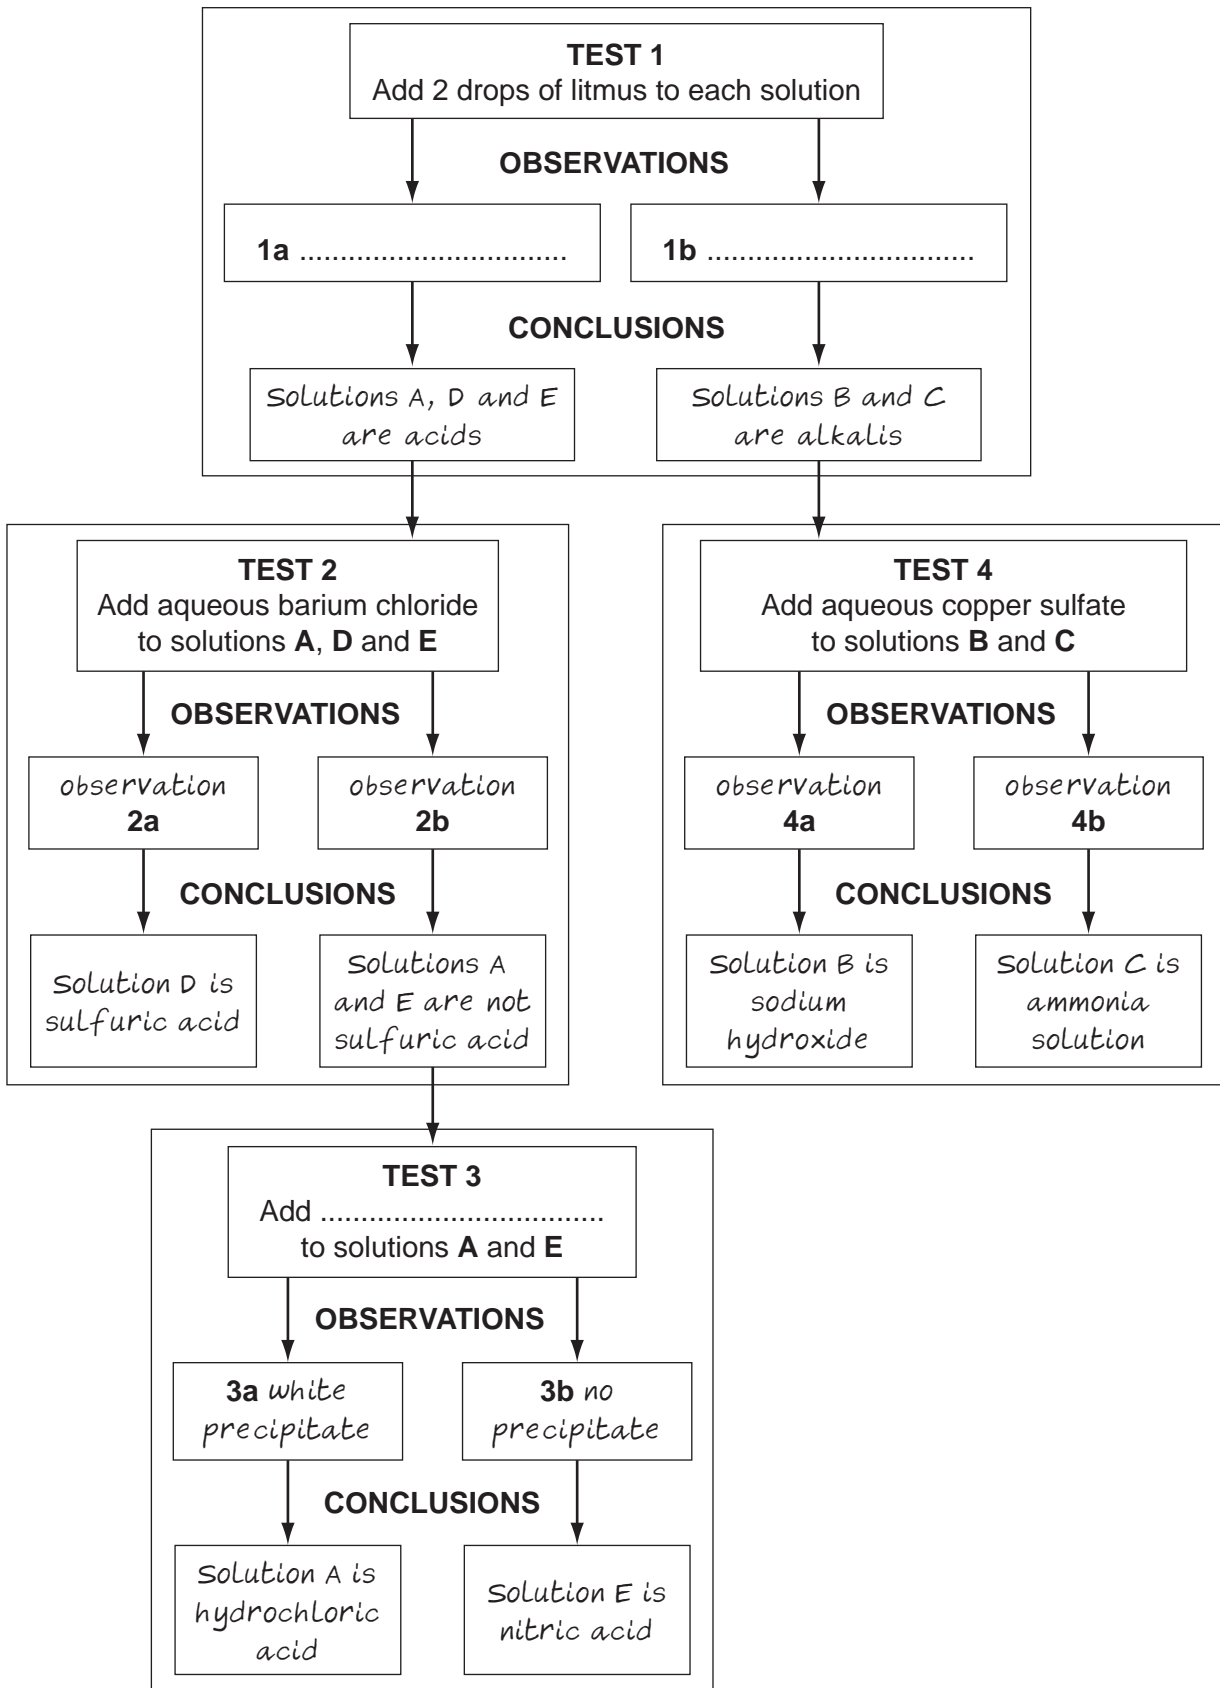 TEST 1
Add 2 drops of litmus to each solution
OBSERVATIONS
1a .................................
1b .................................
CONCLUSIONS
Solutions A, D and E
are acids
Solutions B and C
are alkalis
TEST 2
Add aqueous barium chloride
to solutions A, D and E
OBSERVATIONS
observation
2a
observation
2b
CONCLUSIONS
Solution D is
sulfuric acid
Solutions A
and E are not
sulfuric acid
TEST 4
Add aqueous copper sulfate
to solutions B and C
OBSERVATIONS
observation
4a
observation
4b
CONCLUSIONS
Solution B is
sodium
hydroxide
Solution C is
ammonia
solution
TEST 3
Add ...................................
to solutions A and E
OBSERVATIONS
3a white
precipitate
3b no
precipitate
CONCLUSIONS
Solution A is
hydrochloric
acid
Solution E is
nitric acid